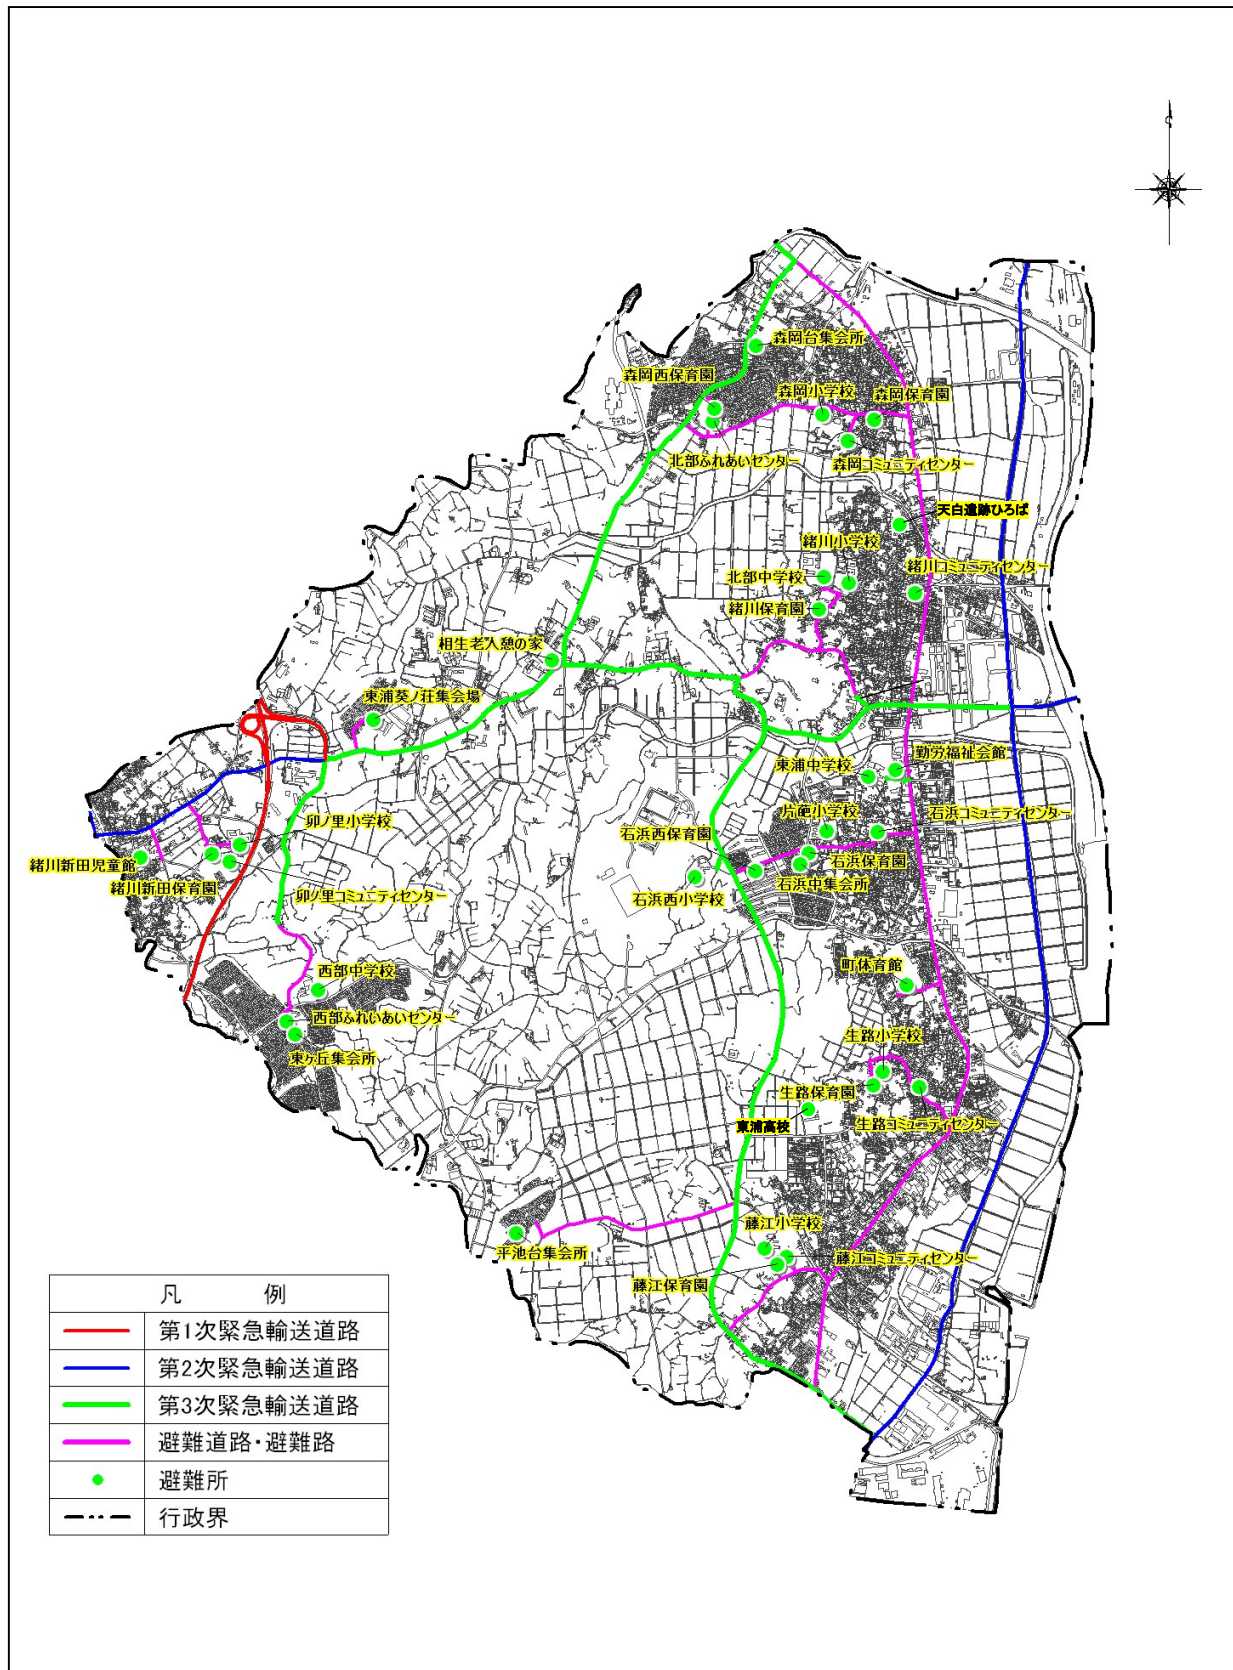 森岡台集会所
森岡西保育園
森岡小学校
森岡保育園
北部ふれあいセンター
森岡コミュニティセンター
天白遺跡ひろば
緒川小学校
緒川コミュニティセンター
北部中学校
緒川保育園
相生老人憩の家
東浦葵ノ荘集会場
勤労福祉会館
東浦中学校
片葩小学校
石浜コミュニティセンター
卯ノ里小学校
石浜西保育園
緒川新田児童館
石浜保育園
緒川新田保育園
卯ノ里コミュニティセンター
石浜西小学校
石浜中集会所
西部中学校
町体育館
西部ふれいあいセンター
東ヶ丘集会所
生路小学校
生路保育園
東浦高校
生路コミュニティセンター
藤江小学校
平池台集会所
藤江コミュニティセンター
藤江保育園
凡 例
第1次緊急輸送道路
第2次緊急輸送道路
第3次緊急輸送道路
避難道路・避難路
避難所
行政界